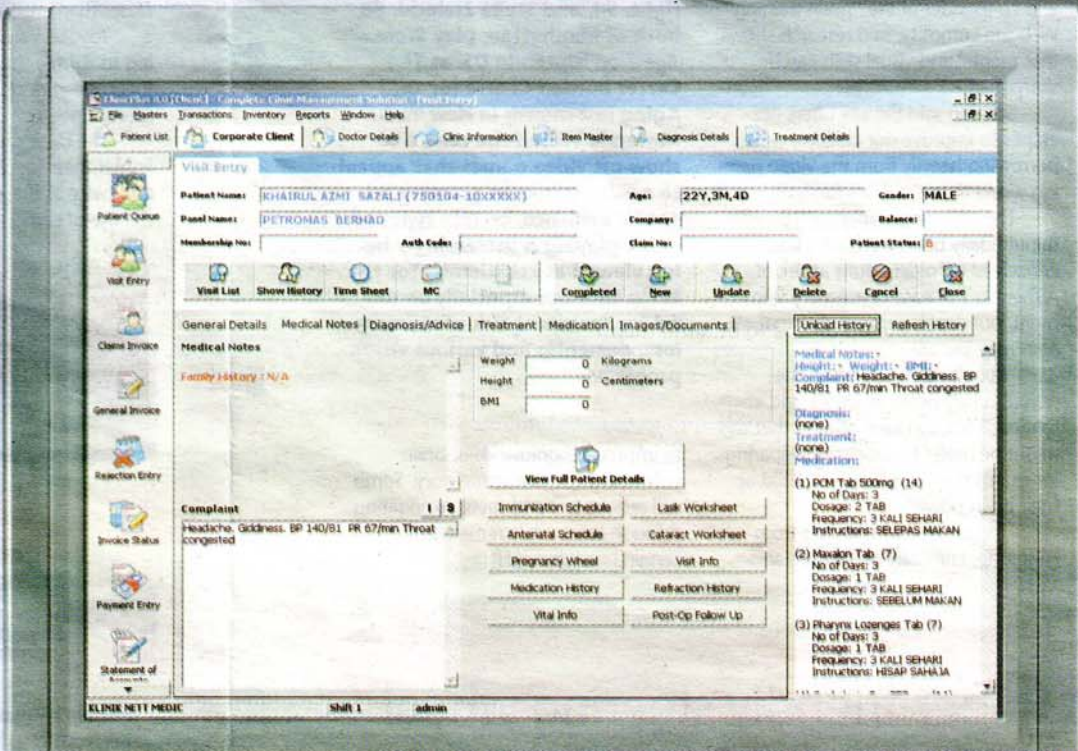 ClinicPlus 8.0 [Client] - Complete Clinic Management Solution - [Visit Entry]
File Masters Transactions Inventory Reports Window Help
Patient List Corporate Client Doctor Details Clinic Information Item Master Diagnosis Details Treatment Details
Patient Queue
Visit Entry
Claims Invoice
General Invoice
Rejection Entry
Invoice Status
Payment Entry
Statement of
Visit Entry
Patient Name: KHAIRUL AZMI SAZALI (750104-10XXXXX) Age: 22Y,3M,4D Gender: MALE
Panel Name: PETROMAS BERHAD Company: Balance:
Membership No: Auth Code: Claim No: Patient Status: B
Visit List Show History Time Sheet MC Completed New Update Delete Cancel Close
General Details Medical Notes Diagnosis/Advice Treatment Medication Images/Documents
Medical Notes
Family History : N/A
Weight 0 Kilograms
Height 0 Centimeters
BMI 0
View Full Patient Details
Complaint I S
Headache. Giddiness. BP 140/81 PR 67/min Throat
congested
Immunization Schedule Lasik Worksheet
Antenatal Schedule Cataract Worksheet
Pregnancy Wheel Visit Info
Medication History Refraction History
Vital Info Post-Op Follow Up
Unload History Refresh History
Medical Notes: -
Height: - Weight: - BMI: -
Complaint: Headache. Giddiness. BP
140/81 PR 67/min Throat congested
Diagnosis:
(none)
Treatment:
(none)
Medication:
(1) PCM Tab 500mg (14)
No of Days: 3
Dosage: 2 TAB
Frequency: 3 KALI SEHARI
Instructions: SELEPAS MAKAN
(2) Maxalon Tab (7)
No of Days: 3
Dosage: 1 TAB
Frequency: 3 KALI SEHARI
Instructions: SEBELUM MAKAN
(3) Pharynx Lozenges Tab (7)
No of Days: 3
Dosage: 1 TAB
Frequency: 3 KALI SEHARI
Instructions: HISAP SAHAJA
KLINIK NETT MEDIC Shift 1 admin